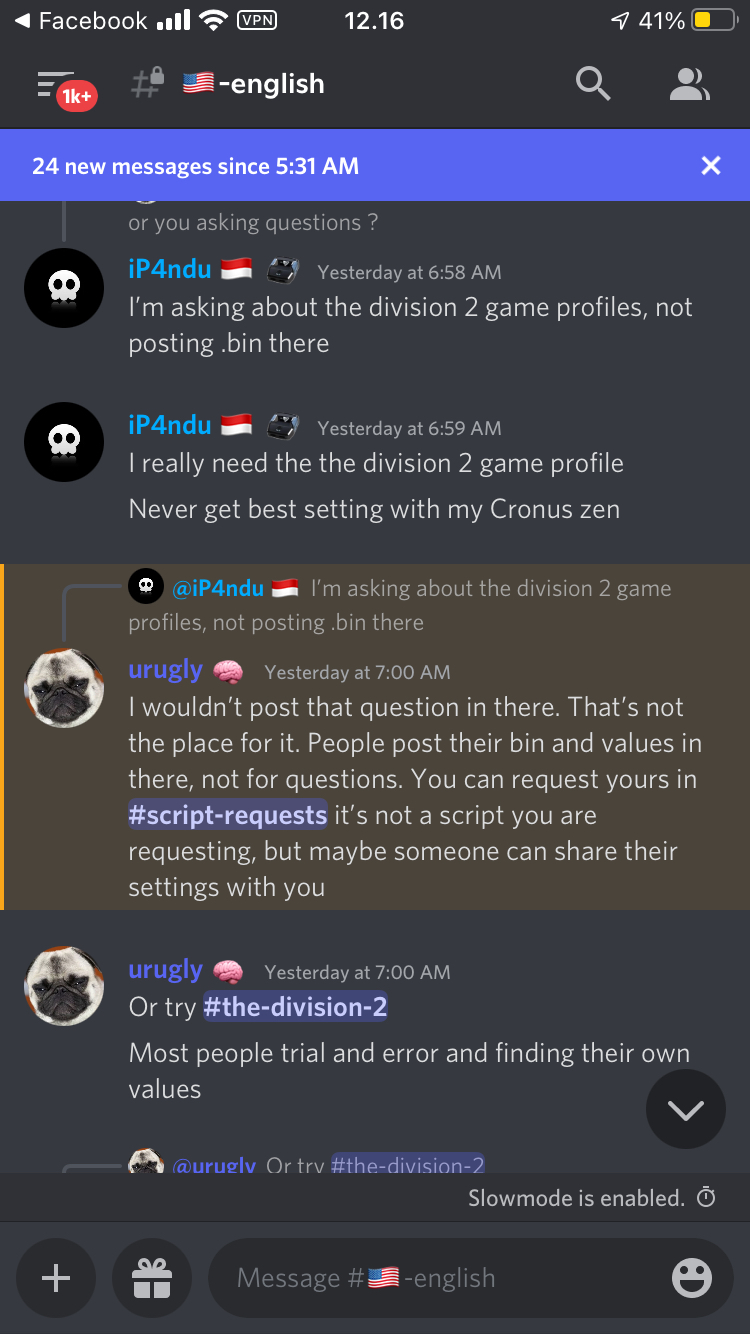 Facebook VPN 12.16 41%
1k+ # 🇺🇸-english
24 new messages since 5:31 AM
or you asking questions ?
iP4ndu 🇮🇩 Yesterday at 6:58 AM
I'm asking about the division 2 game profiles, not
posting .bin there
iP4ndu 🇮🇩 Yesterday at 6:59 AM
I really need the the division 2 game profile
Never get best setting with my Cronus zen
@iP4ndu 🇮🇩 I'm asking about the division 2 game
profiles, not posting .bin there
urugly 🧠 Yesterday at 7:00 AM
I wouldn't post that question in there. That's not
the place for it. People post their bin and values in
there, not for questions. You can request yours in
#script-requests it's not a script you are
requesting, but maybe someone can share their
settings with you
urugly 🧠 Yesterday at 7:00 AM
Or try #the-division-2
Most people trial and error and finding their own
values
@urugly Or try #the-division-2
Slowmode is enabled.
Message #🇺🇸-english